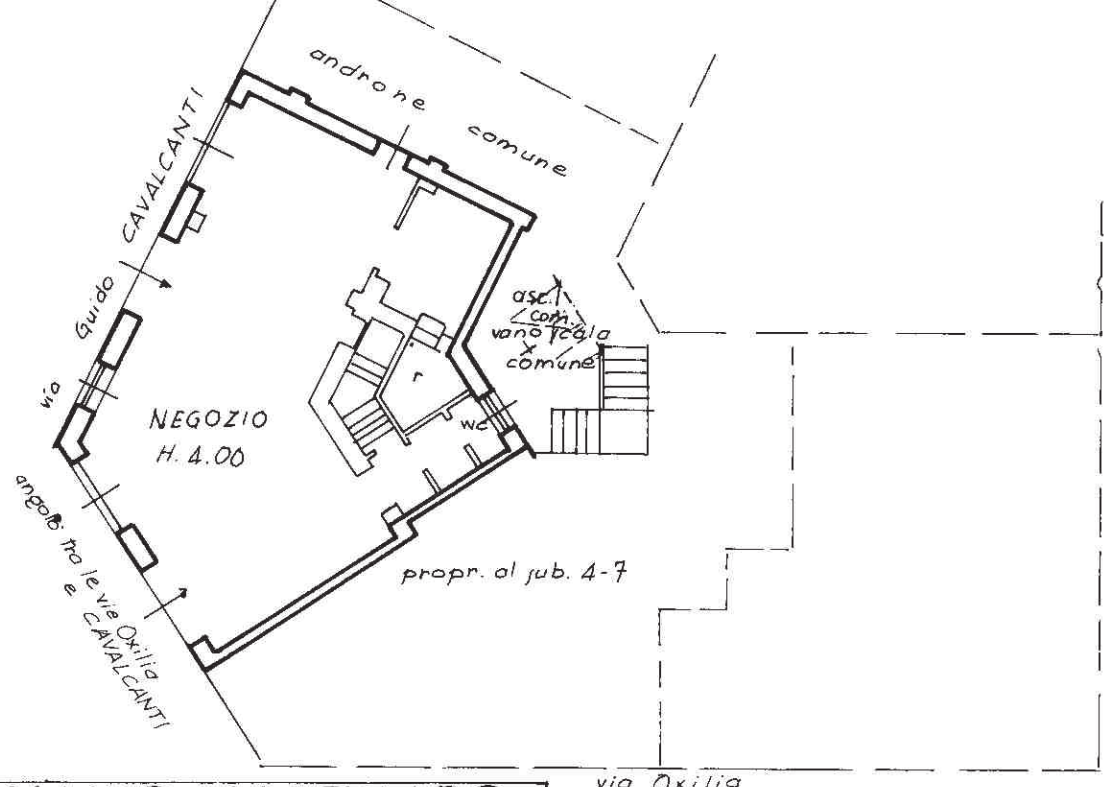 androne
comune
via Guido CAVALCANTI
asc.
com.
vano scala
comune
r
wc
NEGOZIO
H. 4.00
propr. al sub. 4-7
angolo tra le vie Oxilia
e CAVALCANTI
via Oxilia